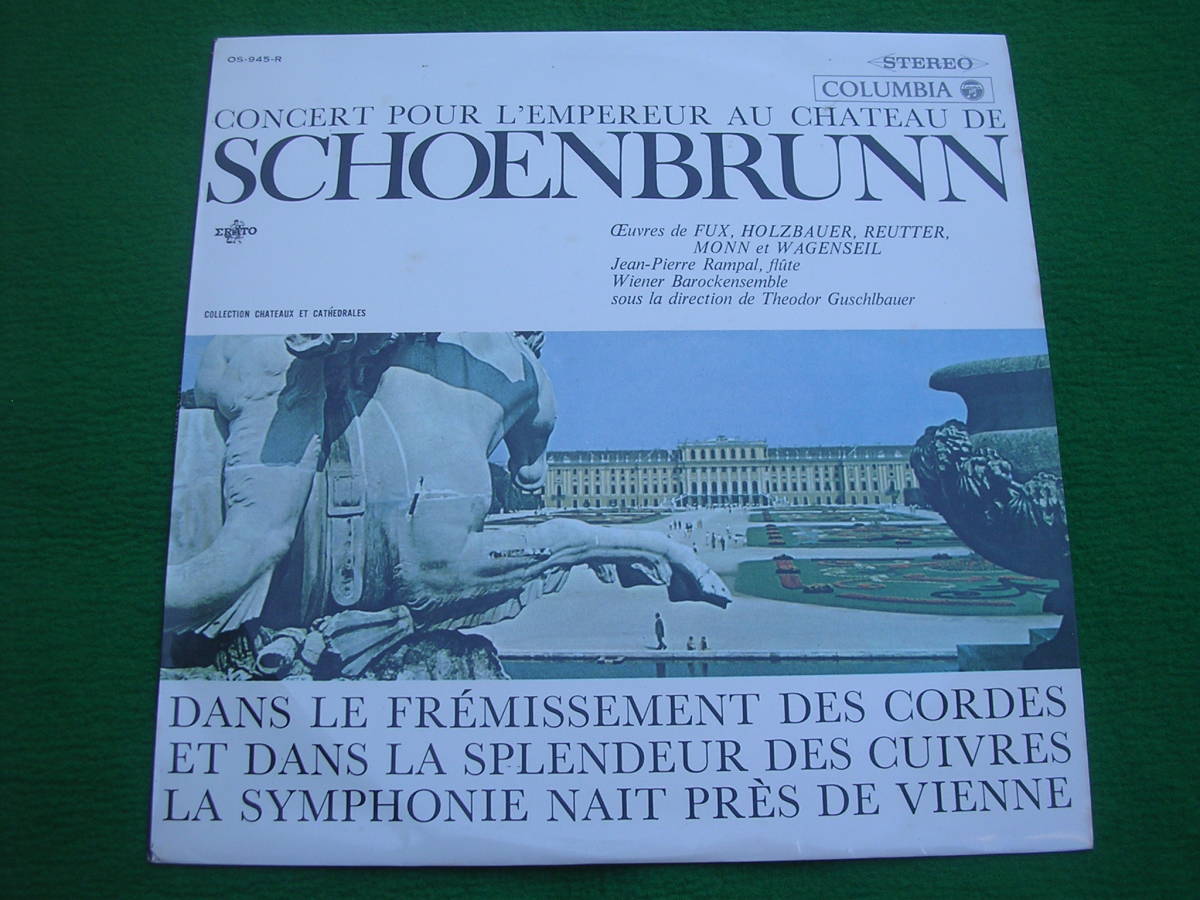 OS-945-R
STEREO
COLUMBIA
CONCERT POUR L'EMPEREUR AU CHATEAU DE
SCHOENBRUNN
ΣRATO
Œuvres de FUX, HOLZBAUER, REUTTER,
MONN et WAGENSEIL
Jean-Pierre Rampal, flûte
Wiener Barockensemble
sous la direction de Theodor Guschlbauer
COLLECTION CHATEAUX ET CATHÉDRALES
DANS LE FRÉMISSEMENT DES CORDES
ET DANS LA SPLENDEUR DES CUIVRES
LA SYMPHONIE NAIT PRÈS DE VIENNE